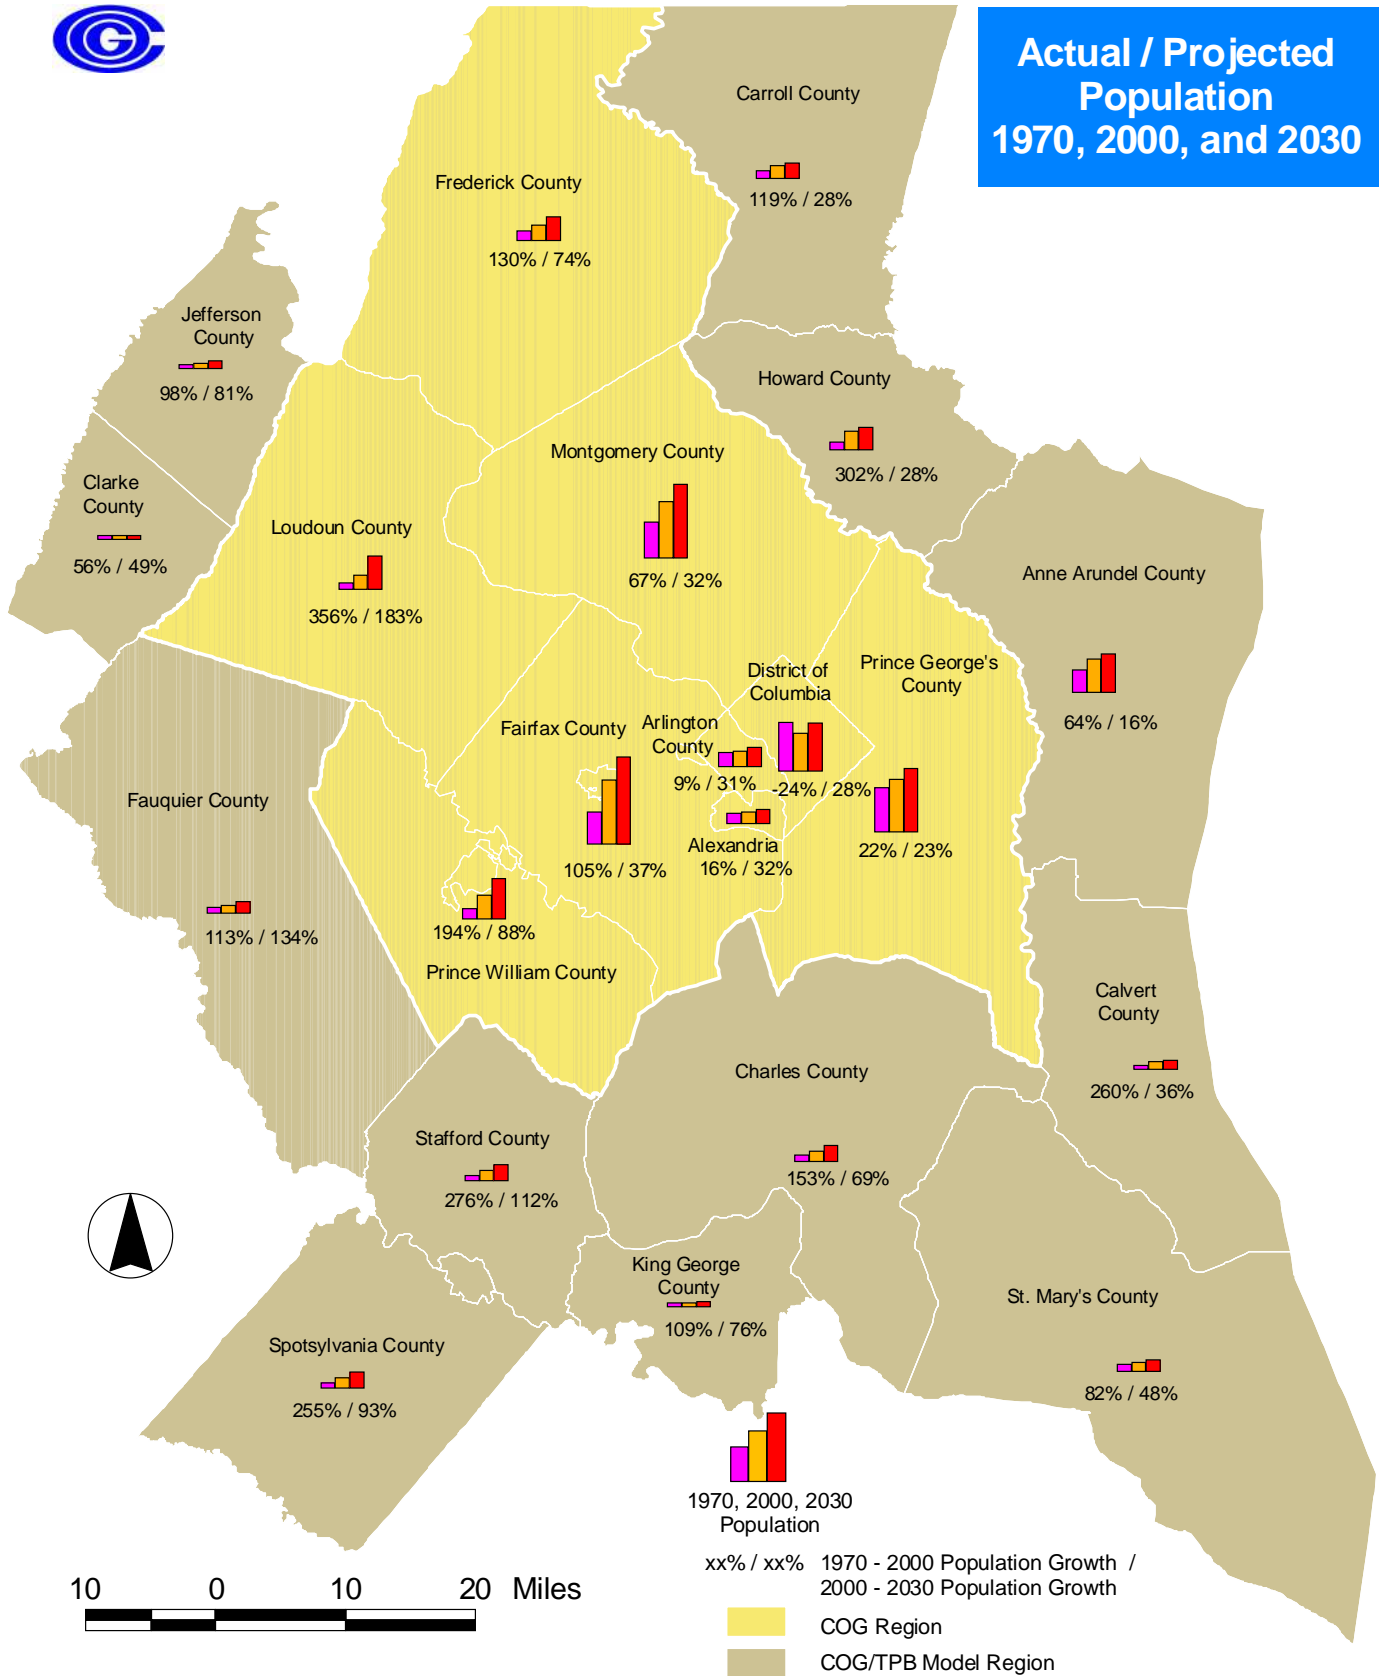 COG
Actual / Projected
Population
1970, 2000, and 2030
Carroll County
119% / 28%
Frederick County
130% / 74%
Jefferson
County
98% / 81%
Howard County
302% / 28%
Montgomery County
67% / 32%
Clarke
County
56% / 49%
Loudoun County
356% / 183%
Anne Arundel County
64% / 16%
District of
Columbia
-24% / 28%
Prince George's
County
22% / 23%
Fairfax County
105% / 37%
Arlington
County
9% / 31%
Alexandria
16% / 32%
Fauquier County
113% / 134%
194% / 88%
Prince William County
Calvert
County
260% / 36%
Charles County
153% / 69%
Stafford County
276% / 112%
King George
County
109% / 76%
St. Mary's County
82% / 48%
Spotsylvania County
255% / 93%
1970, 2000, 2030
Population
xx% / xx% 1970 - 2000 Population Growth /
2000 - 2030 Population Growth
COG Region
COG/TPB Model Region
10 0 10 20 Miles